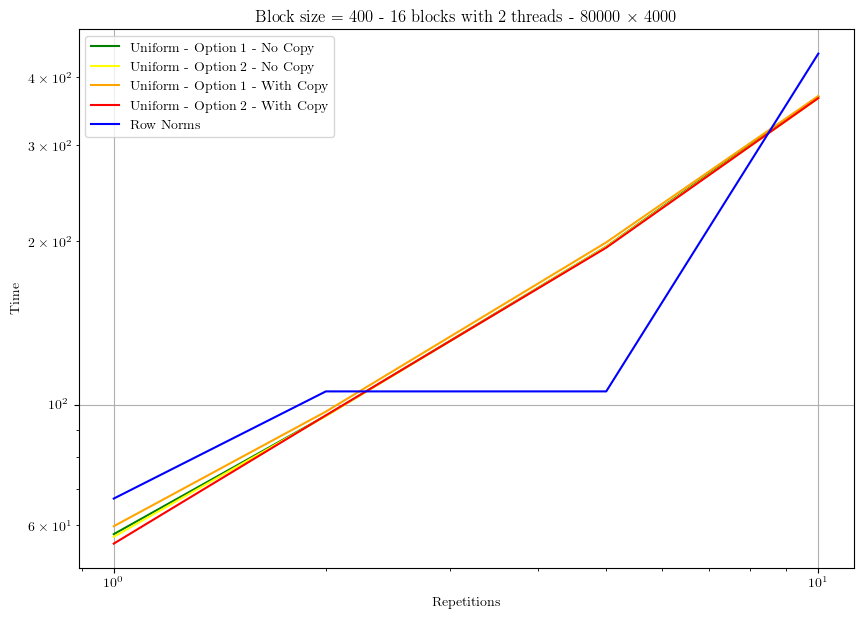 Block size = 400 - 16 blocks with 2 threads - 80000 × 4000
Uniform - Option 1 - No Copy
Uniform - Option 2 - No Copy
Uniform - Option 1 - With Copy
Uniform - Option 2 - With Copy
Row Norms
4 × 10²
3 × 10²
2 × 10²
10²
6 × 10¹
Time
10⁰
10¹
Repetitions